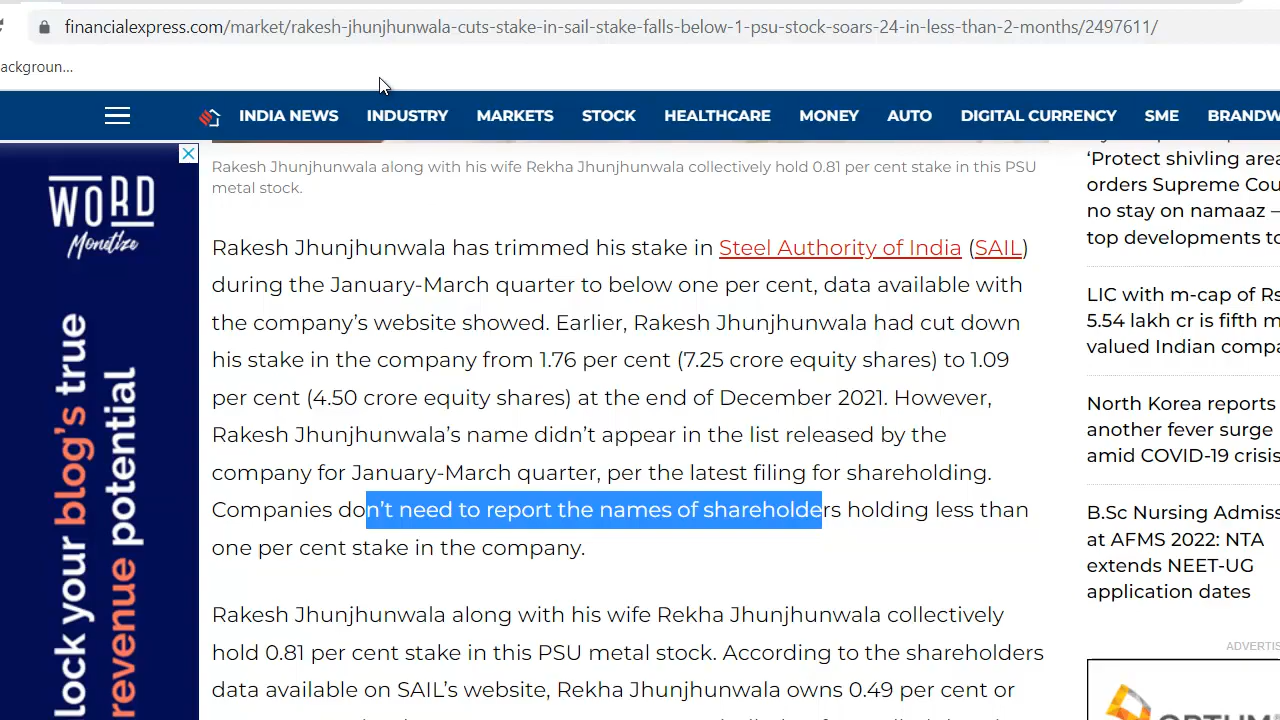 financialexpress.com/market/rakesh-jhunjhunwala-cuts-stake-in-sail-stake-falls-below-1-psu-stock-soars-24-in-less-than-2-months/2497611/
ackgroun...
INDIA NEWS INDUSTRY MARKETS STOCK HEALTHCARE MONEY AUTO DIGITAL CURRENCY SME BRANDW
WORD
Monetize
lock your blog's true
revenue potential
Rakesh Jhunjhunwala along with his wife Rekha Jhunjhunwala collectively hold 0.81 per cent stake in this PSU
metal stock.
Rakesh Jhunjhunwala has trimmed his stake in Steel Authority of India (SAIL)
during the January-March quarter to below one per cent, data available with
the company's website showed. Earlier, Rakesh Jhunjhunwala had cut down
his stake in the company from 1.76 per cent (7.25 crore equity shares) to 1.09
per cent (4.50 crore equity shares) at the end of December 2021. However,
Rakesh Jhunjhunwala's name didn't appear in the list released by the
company for January-March quarter, per the latest filing for shareholding.
Companies don't need to report the names of shareholders holding less than
one per cent stake in the company.
Rakesh Jhunjhunwala along with his wife Rekha Jhunjhunwala collectively
hold 0.81 per cent stake in this PSU metal stock. According to the shareholders
data available on SAIL's website, Rekha Jhunjhunwala owns 0.49 per cent or
'Protect shivling area
orders Supreme Cou
no stay on namaaz –
top developments to
LIC with m-cap of Rs
5.54 lakh cr is fifth m
valued Indian compa
North Korea reports
another fever surge
amid COVID-19 crisis
B.Sc Nursing Admiss
at AFMS 2022: NTA
extends NEET-UG
application dates
ADVERTIS